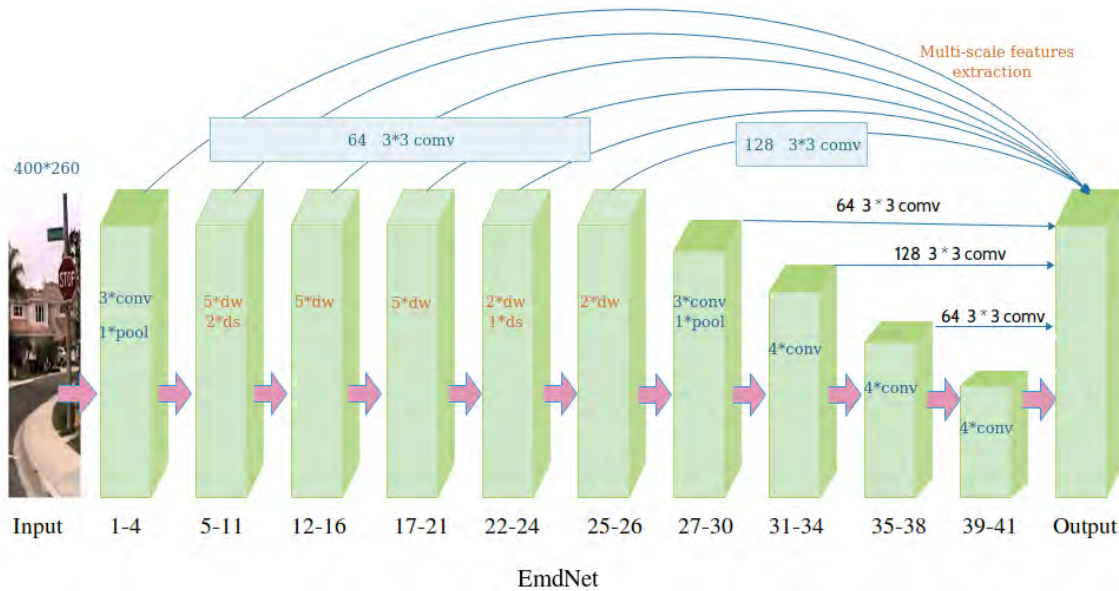 Multi-scale features
extraction
64 3*3 comv
128 3*3 comv
400*260
64 3*3 comv
128 3*3 comv
64 3*3 comv
STOP
3*conv
1*pool
5*dw
2*ds
5*dw
5*dw
2*dw
1*ds
2*dw
3*conv
1*pool
4*conv
4*conv
4*conv
Input 1-4 5-11 12-16 17-21 22-24 25-26 27-30 31-34 35-38 39-41 Output
EmdNet